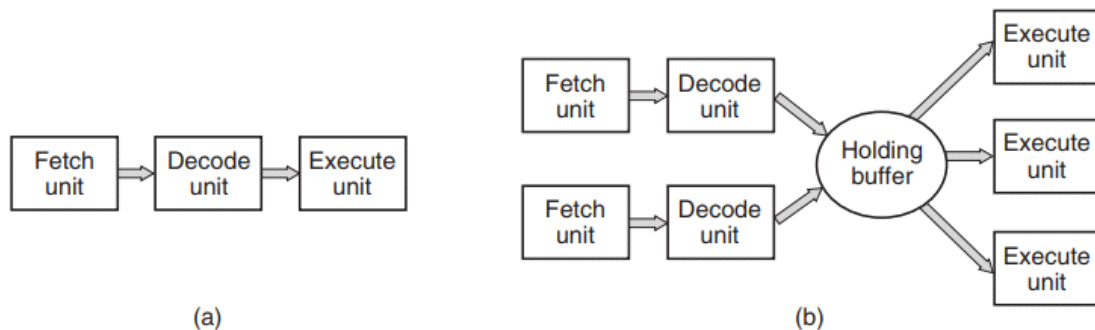 Fetch
unit
Decode
unit
Execute
unit
(a)
Fetch
unit
Decode
unit
Fetch
unit
Decode
unit
Holding
buffer
Execute
unit
Execute
unit
Execute
unit
(b)